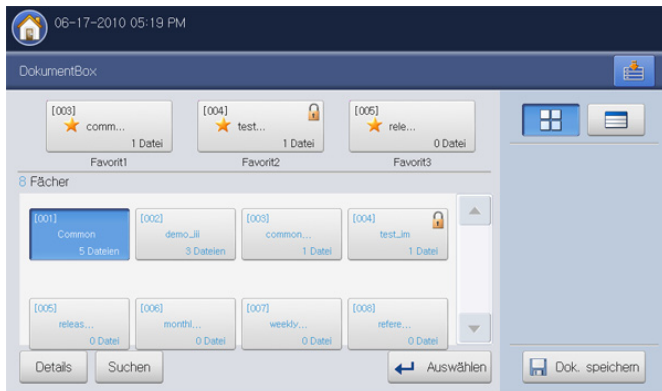 06-17-2010 05:19 PM
DokumentBox
[003] [004] [005]
comm... test... rele...
1 Datei 1 Datei 0 Datei
Favorit1 Favorit2 Favorit3
8 Fächer
[001] [002] [003] [004]
Common demo_iii common... test_im
5 Dateien 3 Dateien 1 Datei 1 Datei
[005] [006] [007] [008]
releas... monthl... weekly... refere...
0 Datei 0 Datei 0 Datei 0 Datei
Details Suchen Auswählen Dok. speichern